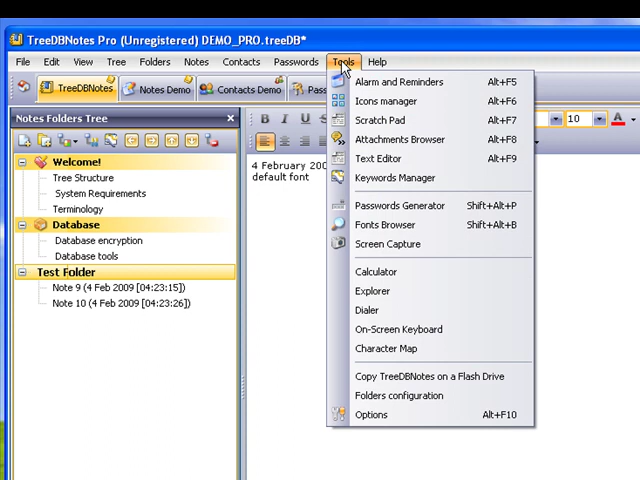 TreeDBNotes Pro (Unregistered) DEMO_PRO.treeDB*
File Edit View Tree Folders Notes Contacts Passwords Tools Help
TreeDBNotes Notes Demo Contacts Demo Pass
Notes Folders Tree
Welcome!
Tree Structure
System Requirements
Terminology
Database
Database encryption
Database tools
Test Folder
Note 9 (4 Feb 2009 [04:23:15])
Note 10 (4 Feb 2009 [04:23:26])
B I U S 10 A
4 February 200
default font
Alarm and Reminders Alt+F5
Icons manager Alt+F6
Scratch Pad Alt+F7
Attachments Browser Alt+F8
Text Editor Alt+F9
Keywords Manager
Passwords Generator Shift+Alt+P
Fonts Browser Shift+Alt+B
Screen Capture
Calculator
Explorer
Dialer
On-Screen Keyboard
Character Map
Copy TreeDBNotes on a Flash Drive
Folders configuration
Options Alt+F10